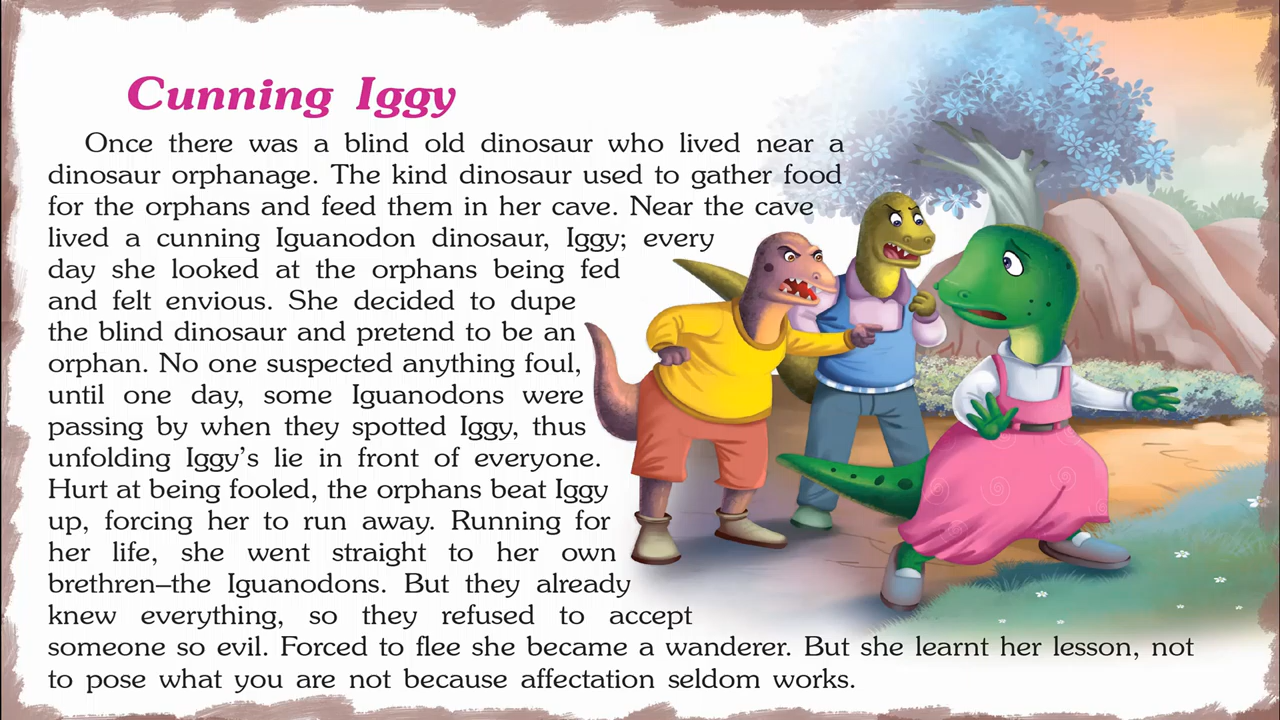 Cunning Iggy
Once there was a blind old dinosaur who lived near a
dinosaur orphanage. The kind dinosaur used to gather food
for the orphans and feed them in her cave. Near the cave
lived a cunning Iguanodon dinosaur, Iggy; every
day she looked at the orphans being fed
and felt envious. She decided to dupe
the blind dinosaur and pretend to be an
orphan. No one suspected anything foul,
until one day, some Iguanodons were
passing by when they spotted Iggy, thus
unfolding Iggy’s lie in front of everyone.
Hurt at being fooled, the orphans beat Iggy
up, forcing her to run away. Running for
her life, she went straight to her own
brethren–the Iguanodons. But they already
knew everything, so they refused to accept
someone so evil. Forced to flee she became a wanderer. But she learnt her lesson, not
to pose what you are not because affectation seldom works.